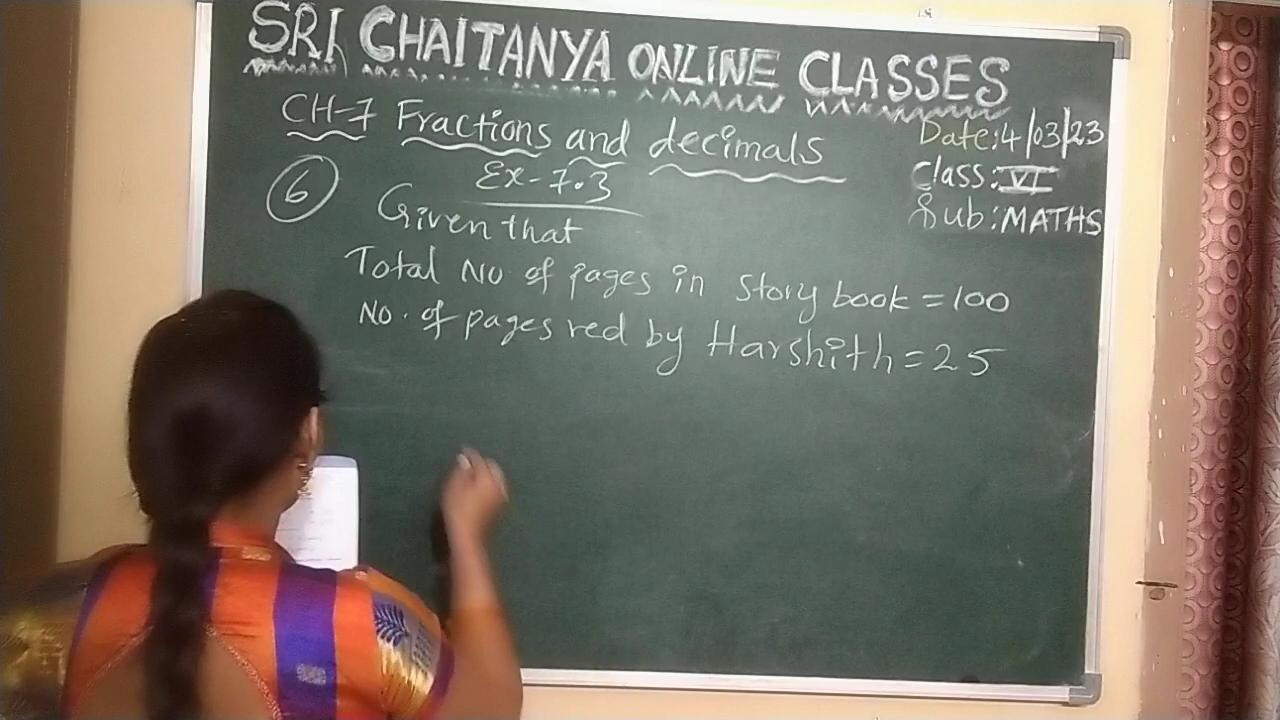 SRI CHAITANYA ONLINE CLASSES
CH-7 Fractions and decimals
Date:4/03/23
Class:VI
Sub:MATHS
Ex-7.3
6 Given that
Total No of pages in story book = 100
No. of pages red by Harshith = 25